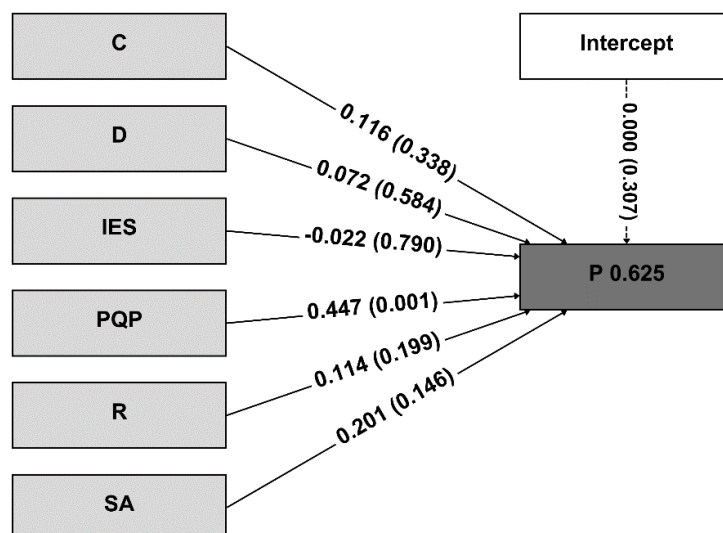 C
Intercept
0.116 (0.338)
0.000 (0.307)
D
0.072 (0.584)
IES
-0.022 (0.790)
P 0.625
PQP
0.447 (0.001)
R
0.114 (0.199)
SA
0.201 (0.146)